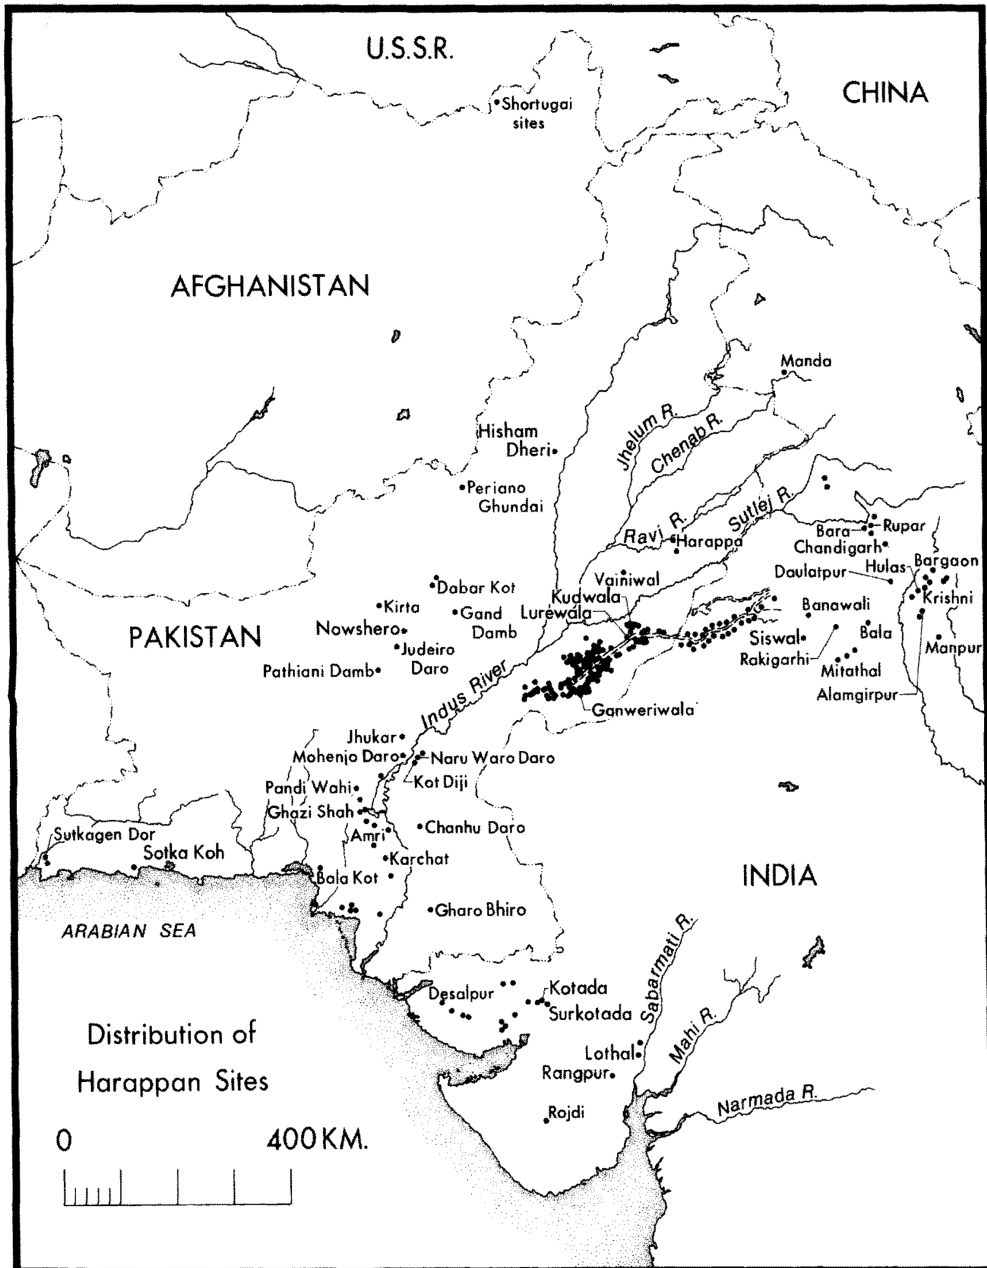 U.S.S.R.
CHINA
Shortugai
sites
AFGHANISTAN
Manda
Jhelum R.
Chenab R.
Hisham
Dheri
Periano
Ghundai
Sutlej R.
Ravi R.
Harappa
Bara
Rupar
Chandigarh
Hulas
Bargaon
Daulatpur
Vainiwal
Dabar Kot
Kudwala
Krishni
Kirta
Gand
Damb
Lurewala
Banawali
Nowshero
PAKISTAN
Siswal
Bala
Judeiro
Daro
Rakigarhi
Manpur
Pathiani Damb
Mitathal
Alamgirpur
Indus River
Ganweriwala
Jhukar
Mohenjo Daro
Naru Waro Daro
Kot Diji
Pandi Wahi
Ghazi Shah
Amri
Chanhu Daro
Sutkagen Dor
Sotka Koh
Karchat
Bala Kot
INDIA
Gharo Bhiro
ARABIAN SEA
Sabarmati R.
Desalpur
Kotada
Surkotada
Mahi R.
Distribution of
Harappan Sites
Lothal
Rangpur
Narmada R.
Rojdi
0 400 KM.